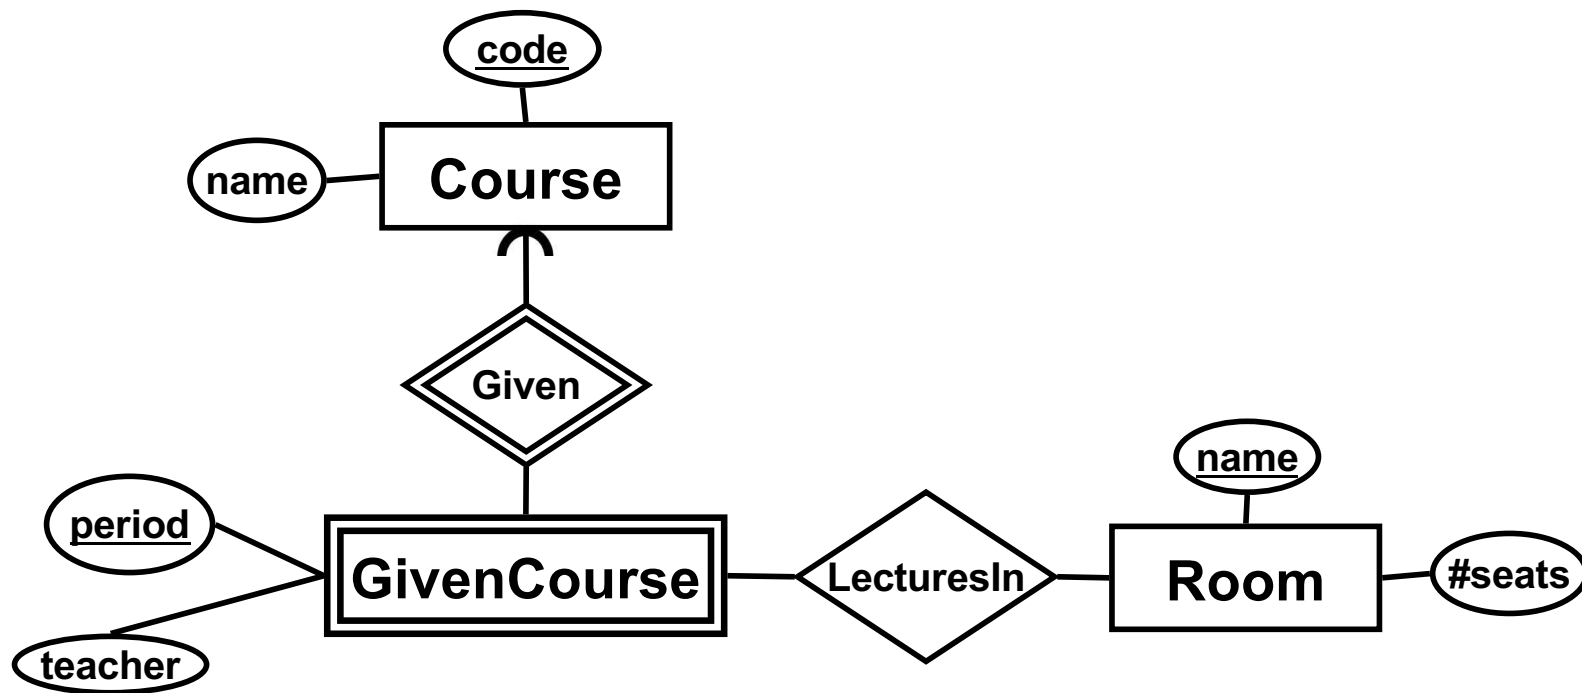 code
name
Course
Given
name
period
GivenCourse
LecturesIn
Room
#seats
teacher